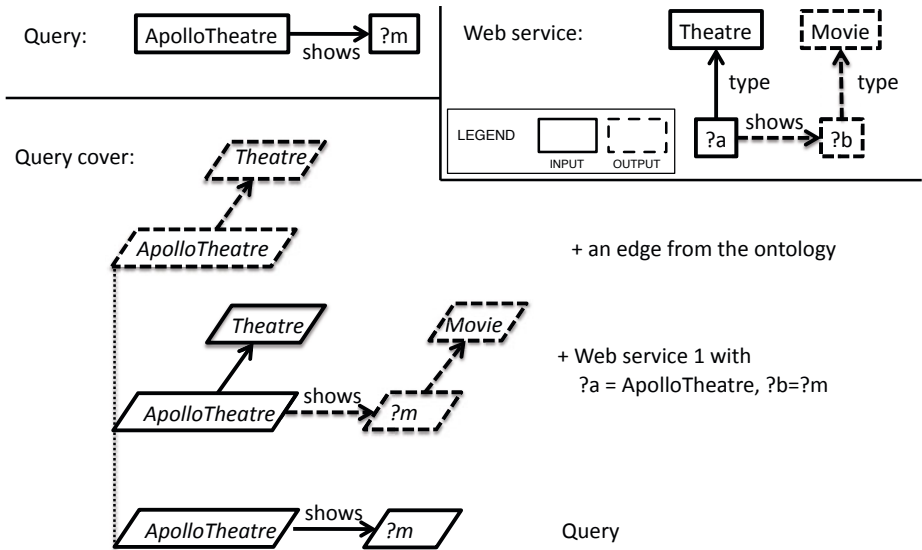 Query:
ApolloTheatre
shows
?m
Web service:
Theatre
Movie
type
type
?a
shows
?b
LEGEND
INPUT
OUTPUT
Query cover:
Theatre
ApolloTheatre
+ an edge from the ontology
Theatre
Movie
ApolloTheatre
shows
?m
+ Web service 1 with
?a = ApolloTheatre, ?b=?m
ApolloTheatre
shows
?m
Query